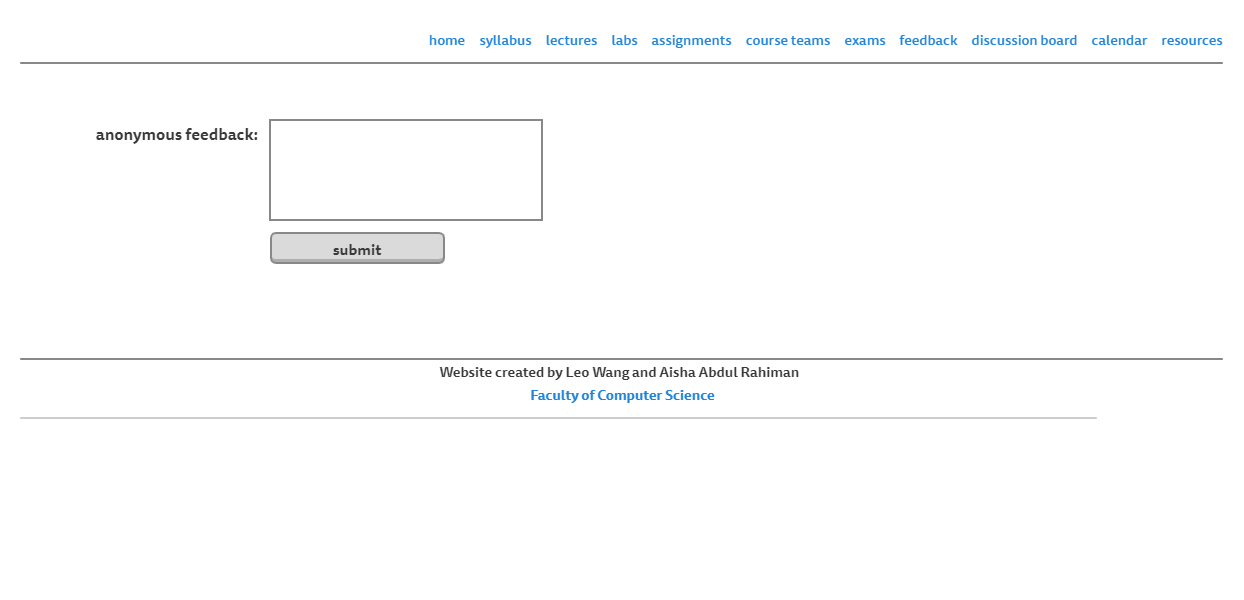 home syllabus lectures labs assignments course teams exams feedback discussion board calendar resources
anonymous feedback:
submit
Website created by Leo Wang and Aisha Abdul Rahiman
Faculty of Computer Science